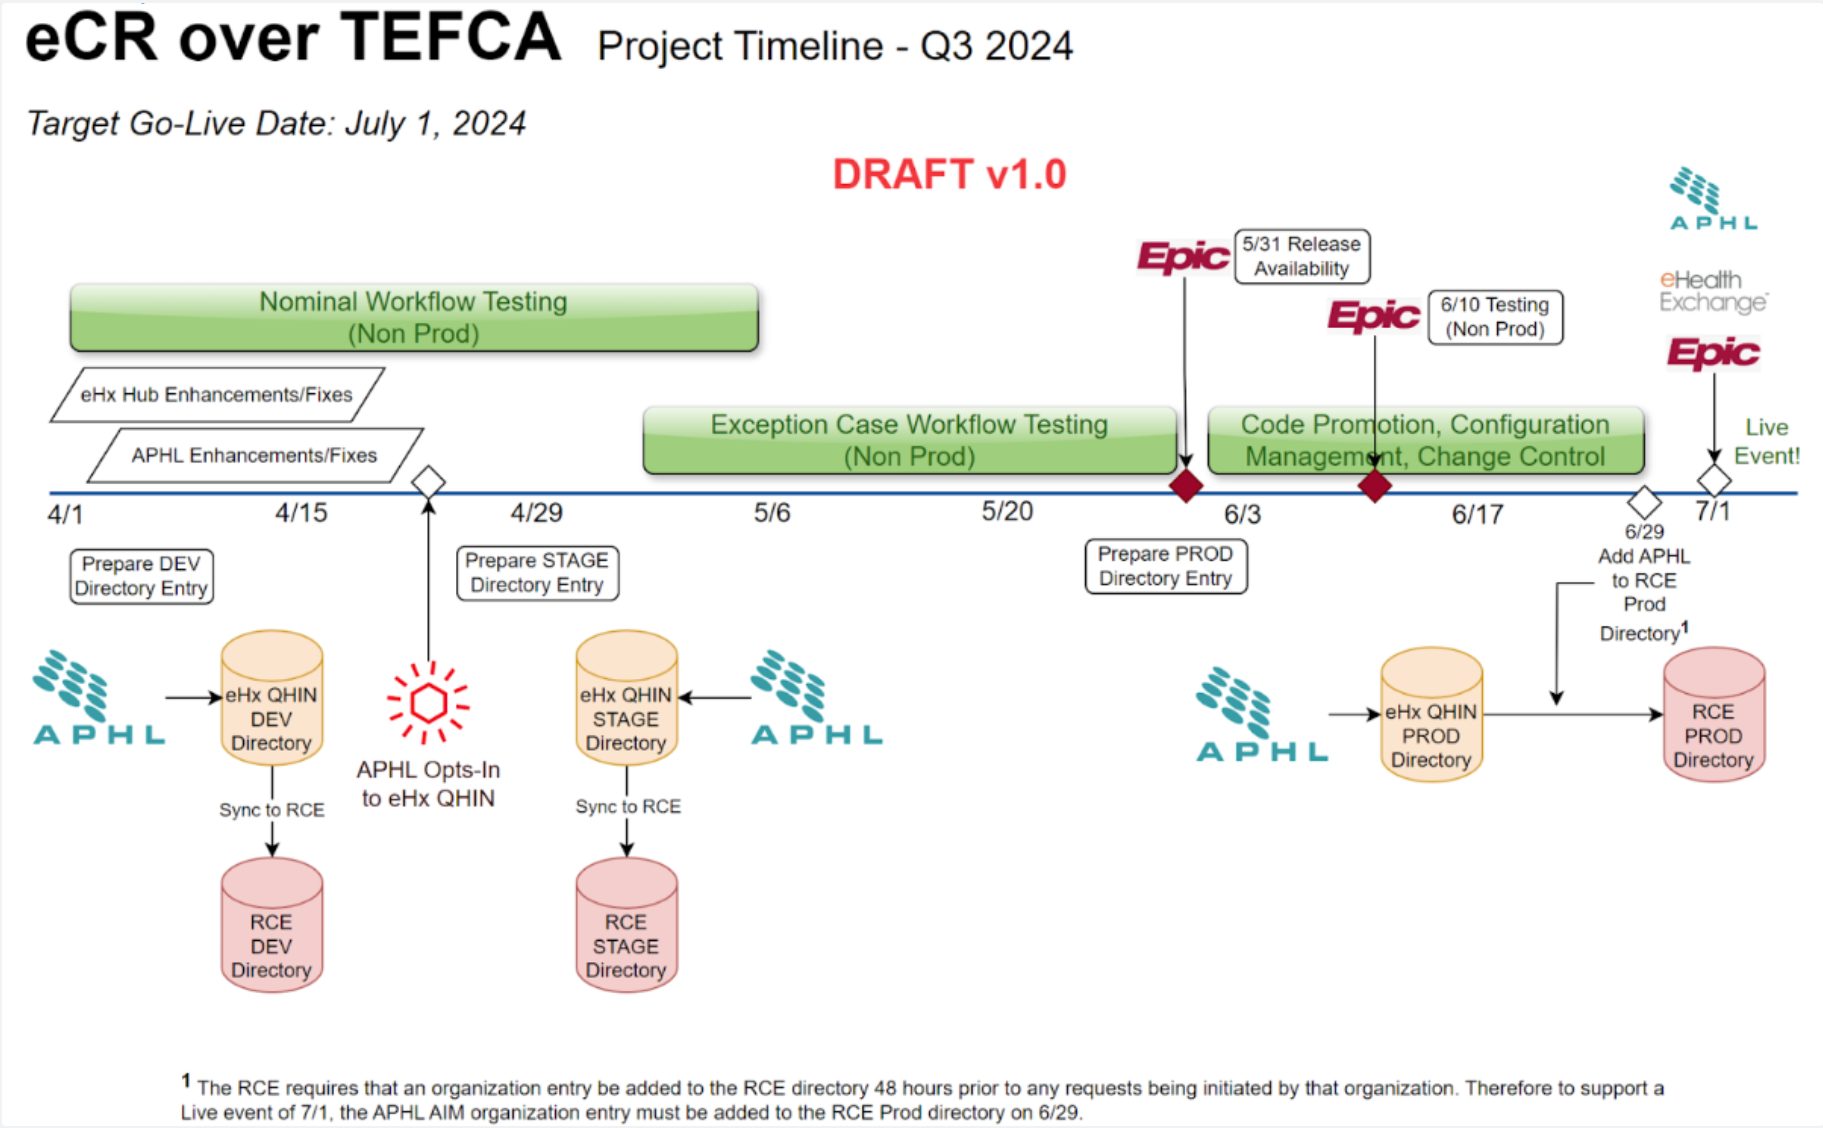 eCR over TEFCA Project Timeline - Q3 2024
Target Go-Live Date: July 1, 2024
DRAFT v1.0
APHL
eHealth
Exchange™
Epic
Live
Event!
Epic
5/31 Release
Availability
Epic
6/10 Testing
(Non Prod)
Nominal Workflow Testing
(Non Prod)
eHx Hub Enhancements/Fixes
APHL Enhancements/Fixes
Exception Case Workflow Testing
(Non Prod)
Code Promotion, Configuration
Management, Change Control
4/1
4/15
4/29
5/6
5/20
6/3
6/17
7/1
6/29
Add APHL
to RCE
Prod
Directory¹
Prepare DEV
Directory Entry
Prepare STAGE
Directory Entry
Prepare PROD
Directory Entry
APHL
eHx QHIN
DEV
Directory
Sync to RCE
RCE
DEV
Directory
APHL Opts-In
to eHx QHIN
eHx QHIN
STAGE
Directory
APHL
Sync to RCE
RCE
STAGE
Directory
APHL
eHx QHIN
PROD
Directory
RCE
PROD
Directory
¹ The RCE requires that an organization entry be added to the RCE directory 48 hours prior to any requests being initiated by that organization. Therefore to support a
Live event of 7/1, the APHL AIM organization entry must be added to the RCE Prod directory on 6/29.